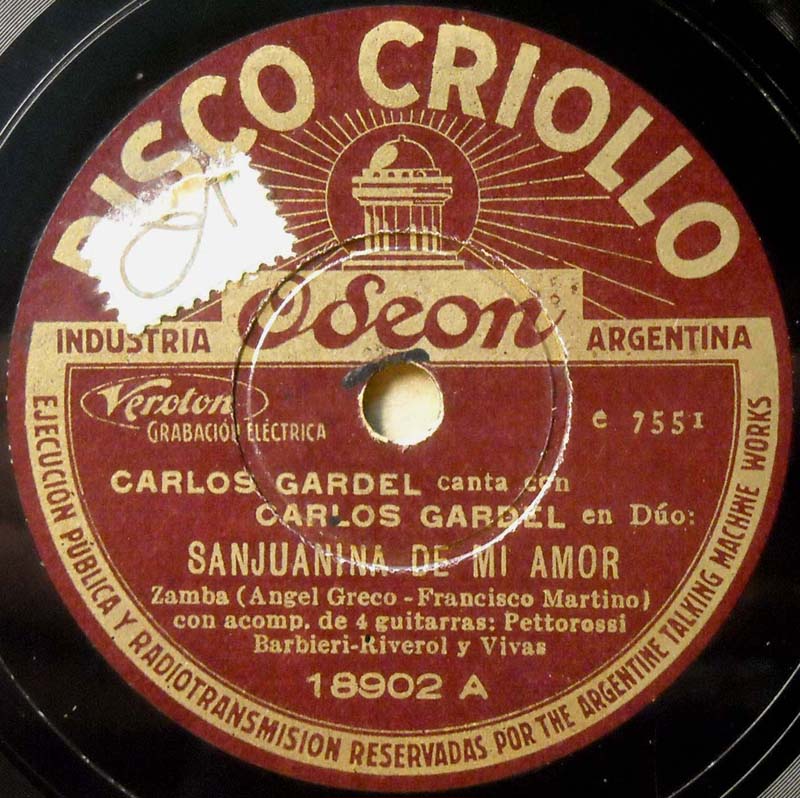 DISCO CRIOLLO
Odeon
INDUSTRIA ARGENTINA
Veroton
GRABACIÓN ELÉCTRICA
e 7551
CARLOS GARDEL canta con
CARLOS GARDEL en Dúo:
SANJUANINA DE MI AMOR
Zamba (Angel Greco - Francisco Martino)
con acomp. de 4 guitarras: Pettorossi
Barbieri-Riverol y Vivas
18902 A
EJECUCIÓN PÚBLICA Y RADIOTRANSMISION RESERVADAS POR THE ARGENTINE TALKING MACHINE WORKS